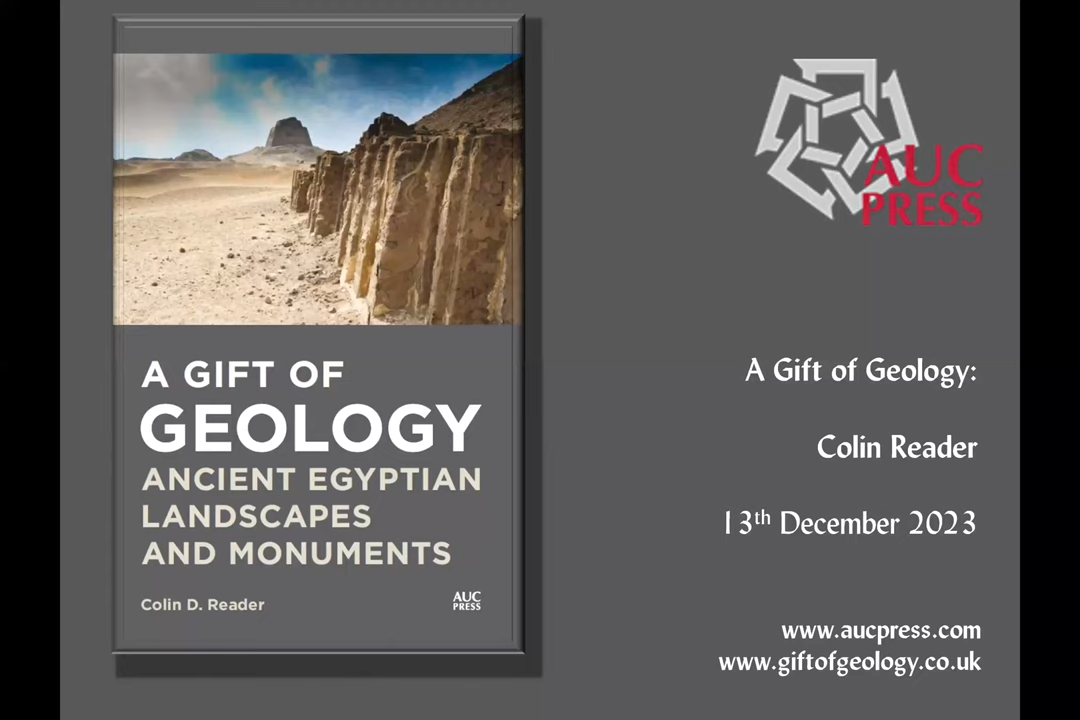 A GIFT OF
GEOLOGY
ANCIENT EGYPTIAN
LANDSCAPES
AND MONUMENTS
Colin D. Reader
AUC
PRESS
AUC
PRESS
A Gift of Geology:
Colin Reader
13th December 2023
www.aucpress.com
www.giftofgeology.co.uk